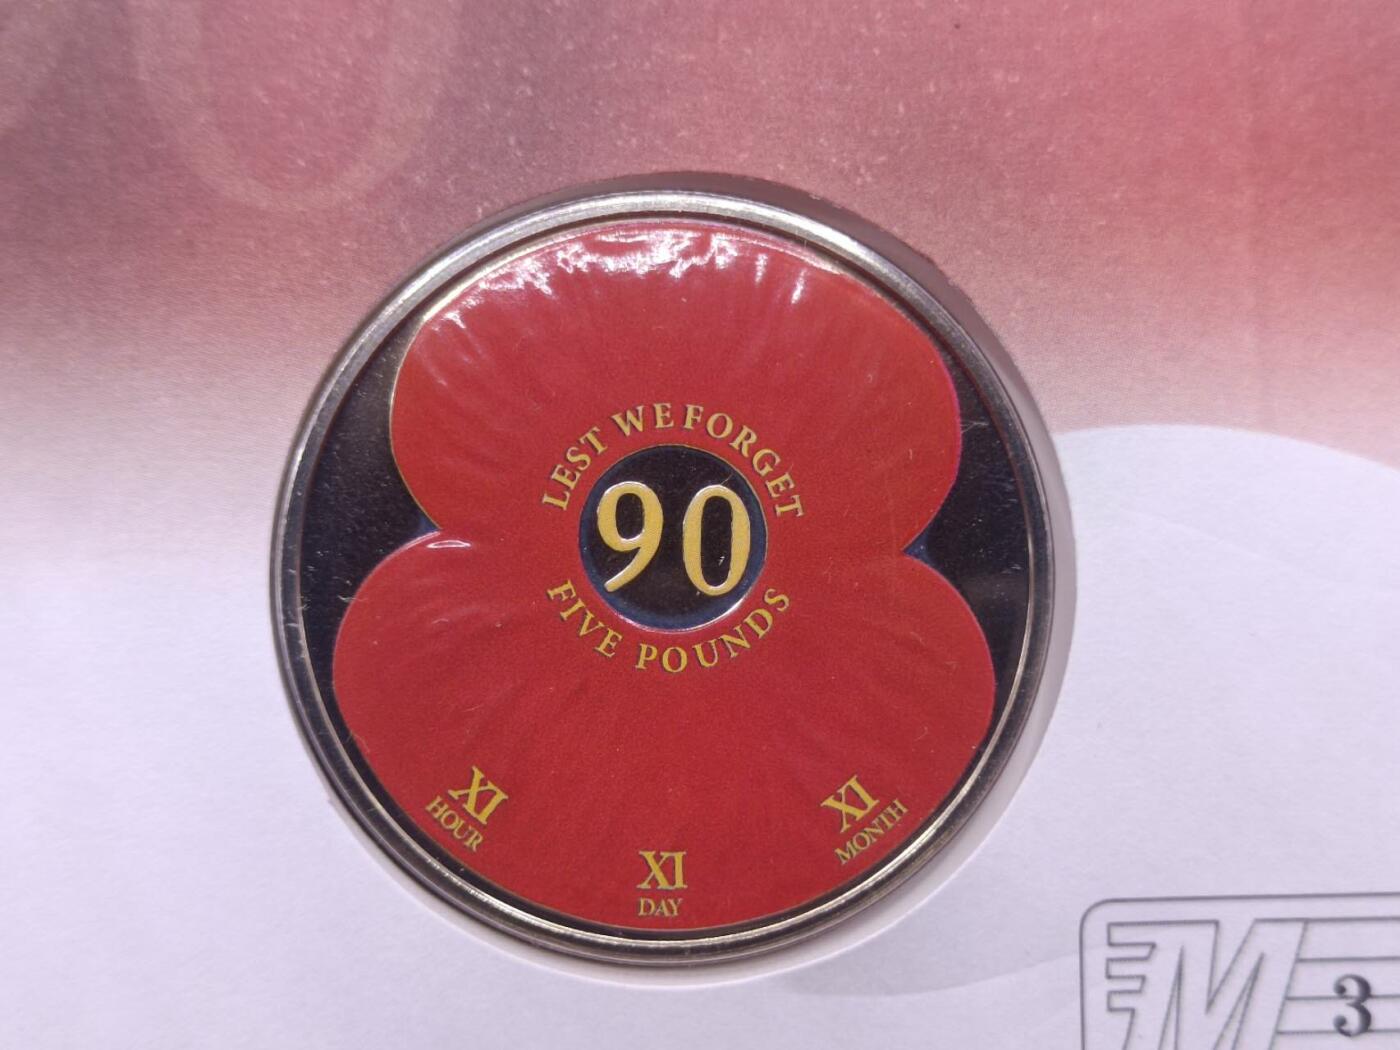 LEST WE FORGET
90
FIVE POUNDS
XI
HOUR
XI
DAY
XI
MONTH
M
3